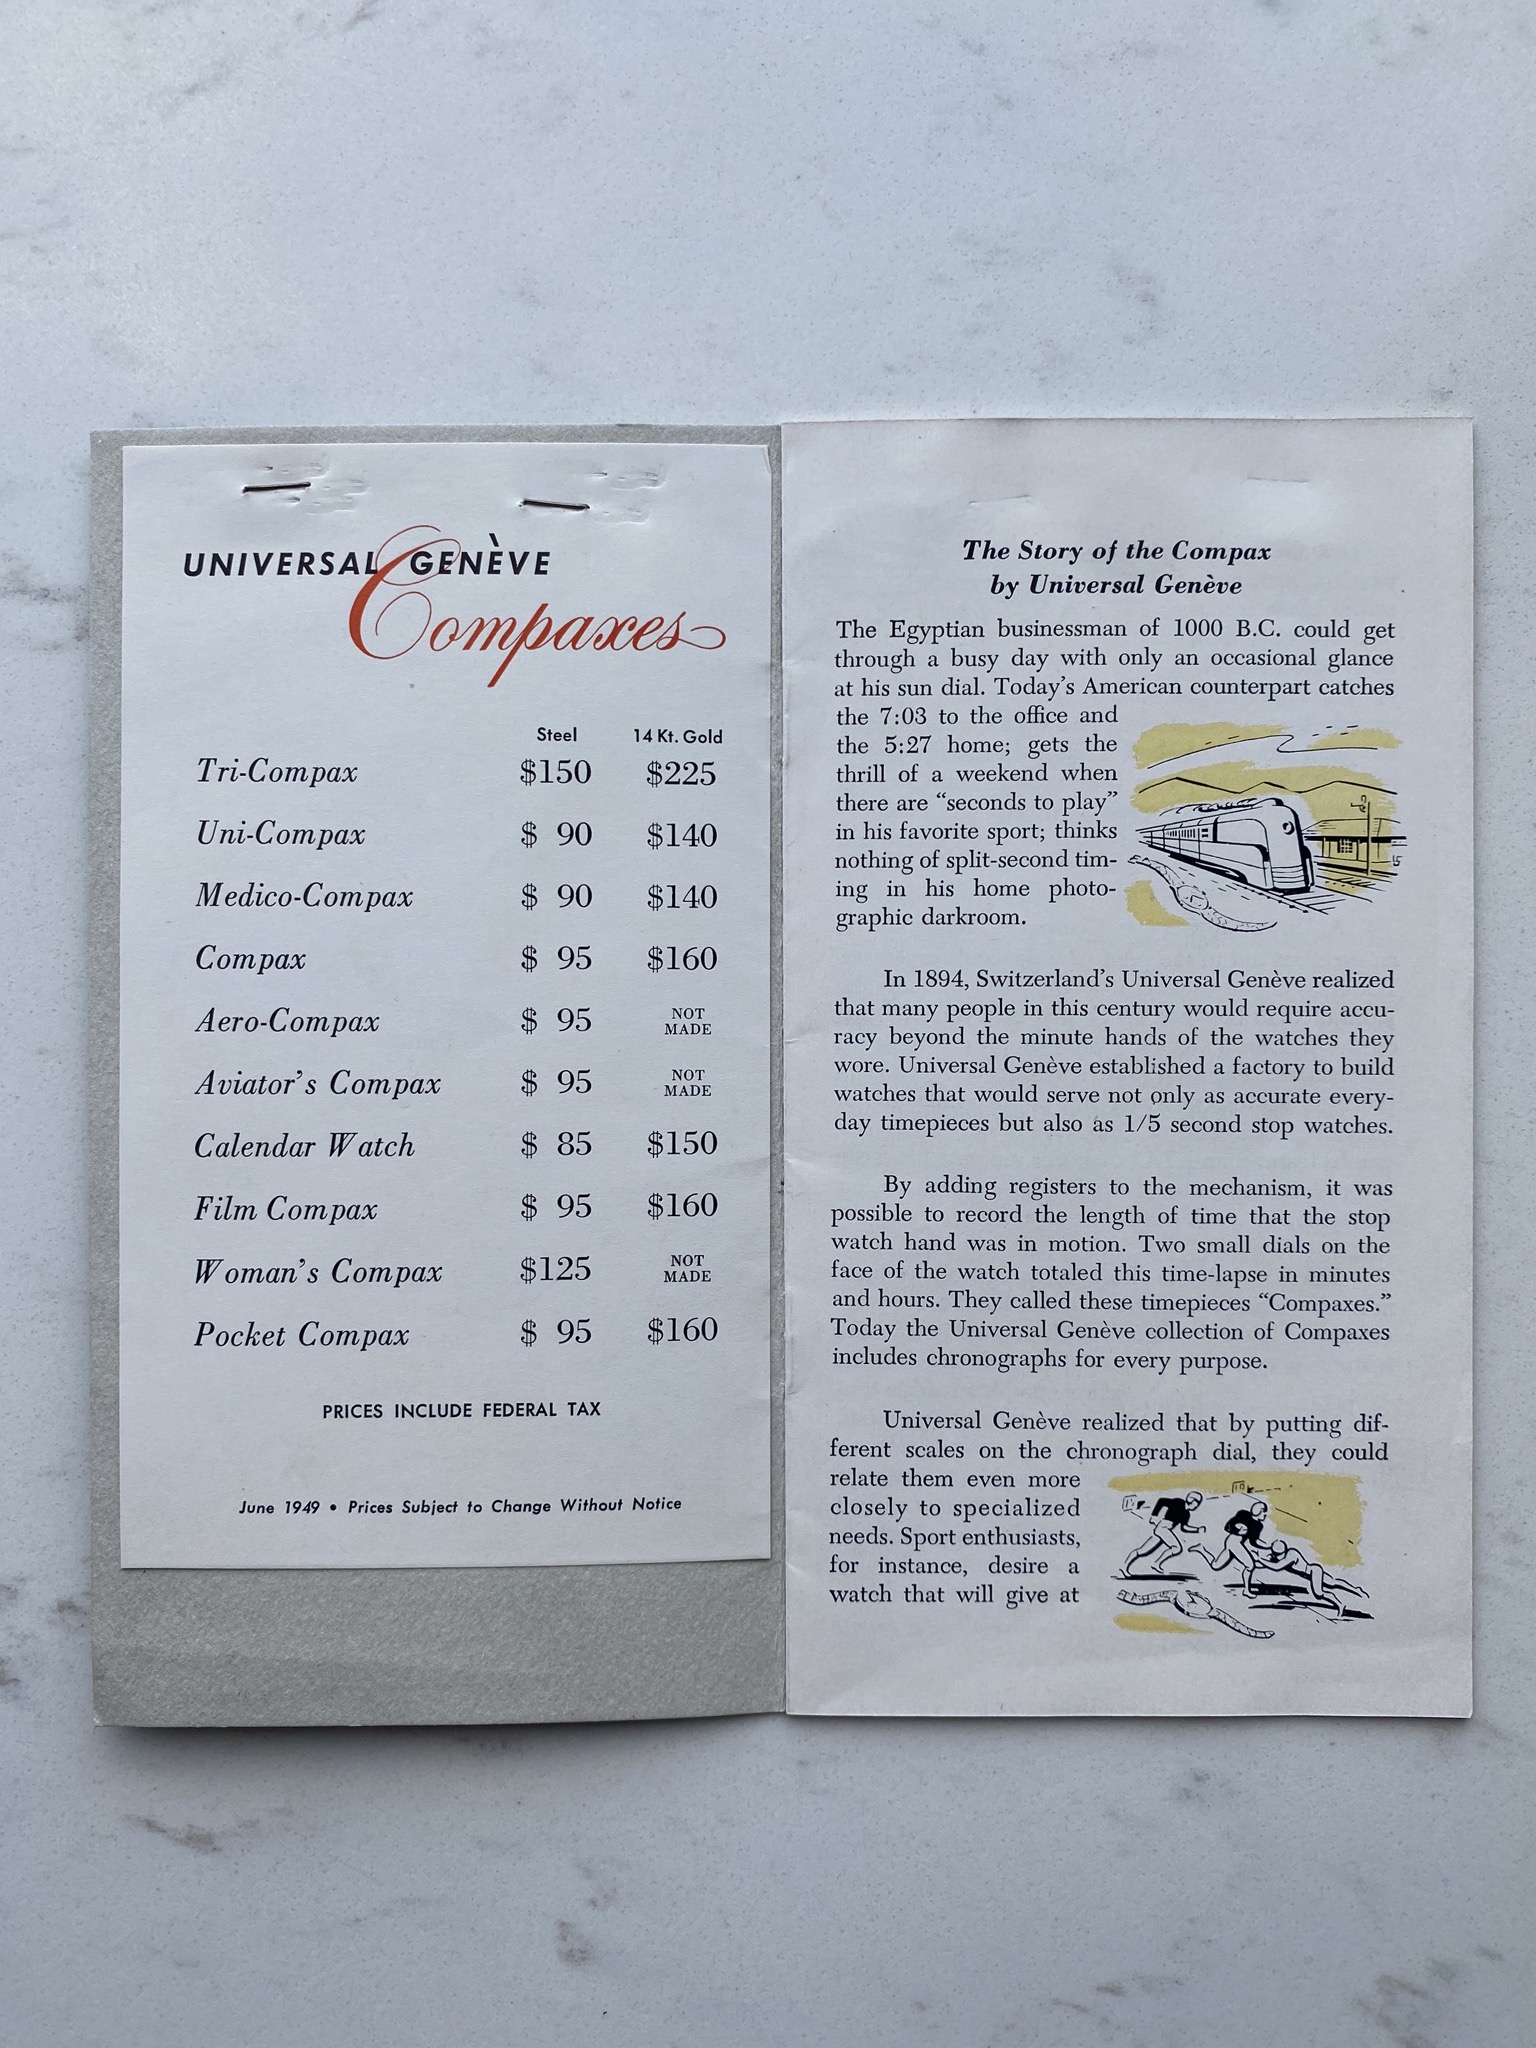 UNIVERSAL GENÈVE
Compaxes
Steel 14 Kt. Gold
Tri-Compax $150 $225
Uni-Compax $ 90 $140
Medico-Compax $ 90 $140
Compax $ 95 $160
Aero-Compax $ 95 NOT MADE
Aviator's Compax $ 95 NOT MADE
Calendar Watch $ 85 $150
Film Compax $ 95 $160
Woman's Compax $125 NOT MADE
Pocket Compax $ 95 $160
PRICES INCLUDE FEDERAL TAX
June 1949 • Prices Subject to Change Without Notice
The Story of the Compax
by Universal Genève
The Egyptian businessman of 1000 B.C. could get
through a busy day with only an occasional glance
at his sun dial. Today's American counterpart catches
the 7:03 to the office and
the 5:27 home; gets the
thrill of a weekend when
there are “seconds to play”
in his favorite sport; thinks
nothing of split-second tim-
ing in his home photo-
graphic darkroom.
In 1894, Switzerland's Universal Genève realized
that many people in this century would require accu-
racy beyond the minute hands of the watches they
wore. Universal Genève established a factory to build
watches that would serve not only as accurate every-
day timepieces but also as 1/5 second stop watches.
By adding registers to the mechanism, it was
possible to record the length of time that the stop
watch hand was in motion. Two small dials on the
face of the watch totaled this time-lapse in minutes
and hours. They called these timepieces “Compaxes.”
Today the Universal Genève collection of Compaxes
includes chronographs for every purpose.
Universal Genève realized that by putting dif-
ferent scales on the chronograph dial, they could
relate them even more
closely to specialized
needs. Sport enthusiasts,
for instance, desire a
watch that will give at